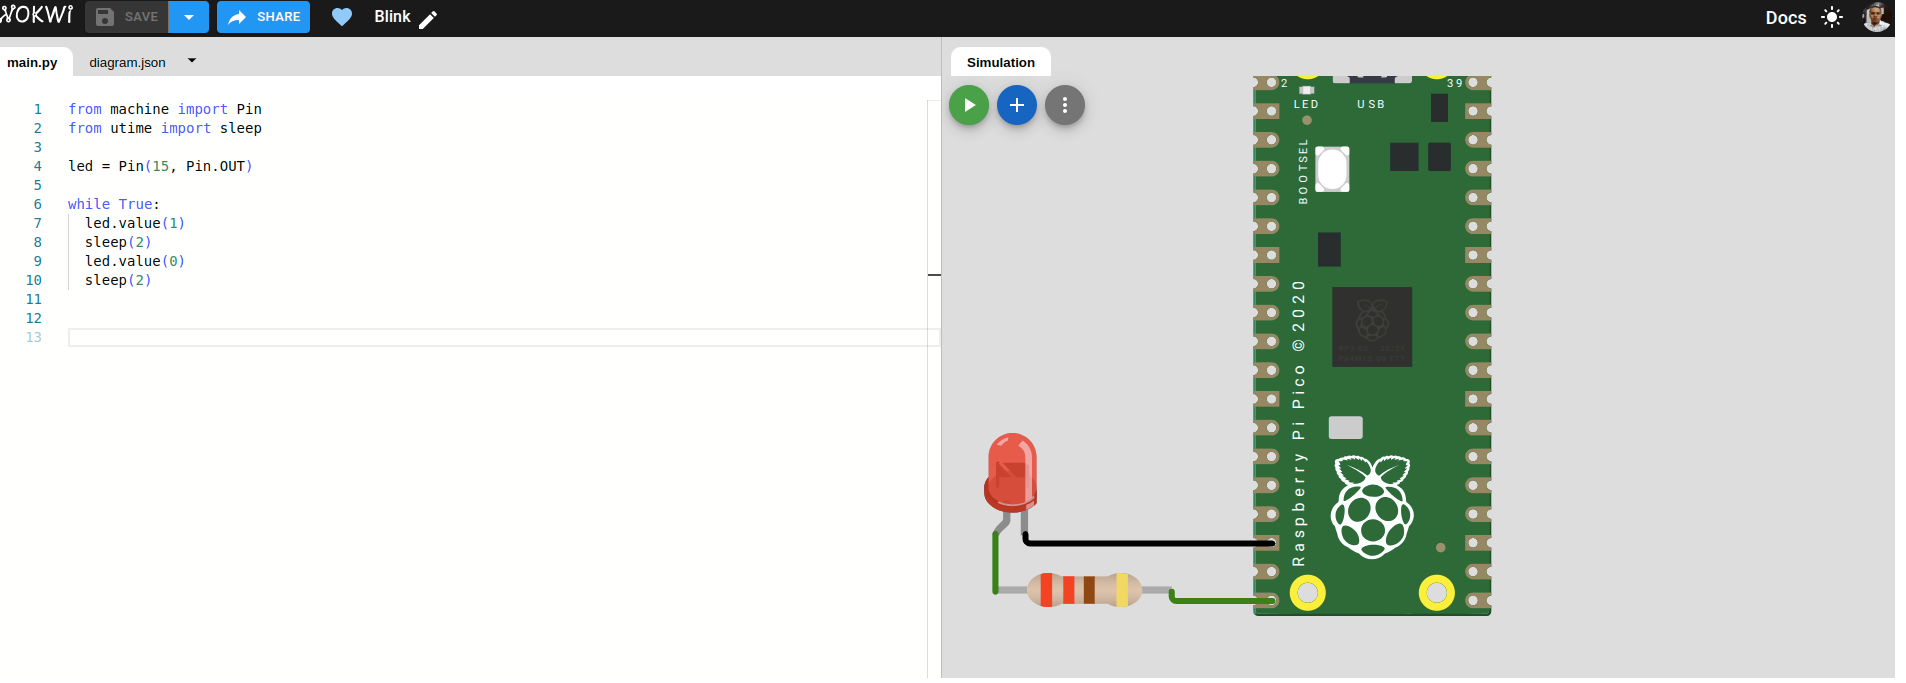 WOKWi
SAVE
SHARE
Blink
Docs
main.py
diagram.json
Simulation
1 from machine import Pin
2 from utime import sleep
3
4 led = Pin(15, Pin.OUT)
5
6 while True:
7 led.value(1)
8 sleep(2)
9 led.value(0)
10 sleep(2)
11
12
13
2
39
LED
USB
BOOTSEL
Raspberry Pi Pico ©2020